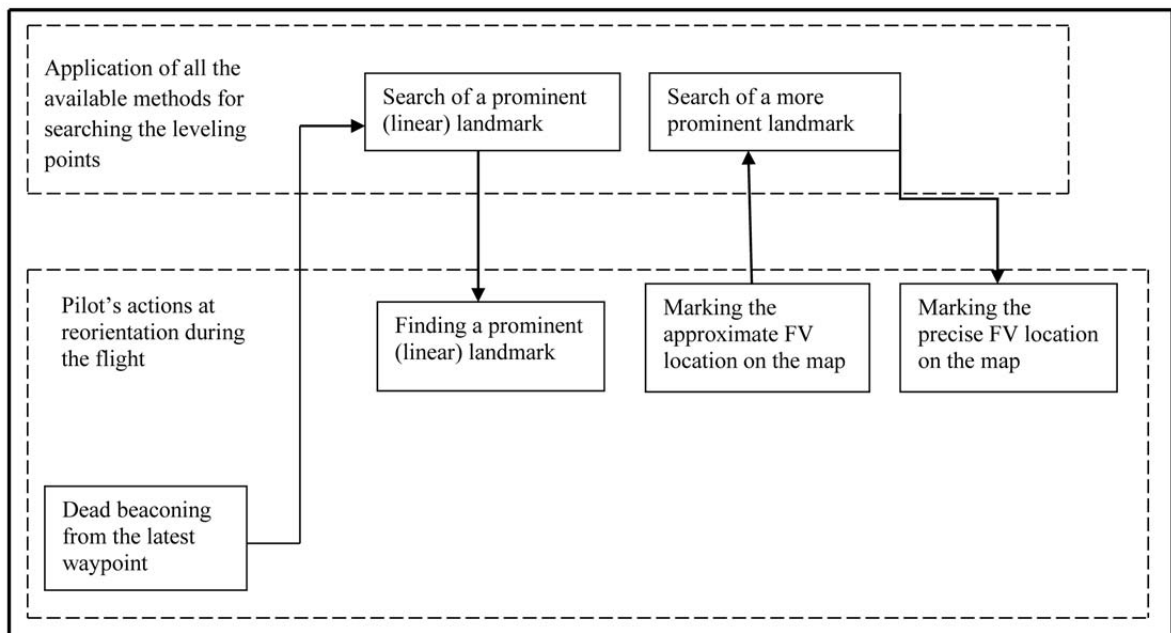 Application of all the
available methods for
searching the leveling
points
Search of a prominent
(linear) landmark
Search of a more
prominent landmark
Pilot’s actions at
reorientation during
the flight
Finding a prominent
(linear) landmark
Marking the
approximate FV
location on the map
Marking the
precise FV location
on the map
Dead beaconing
from the latest
waypoint